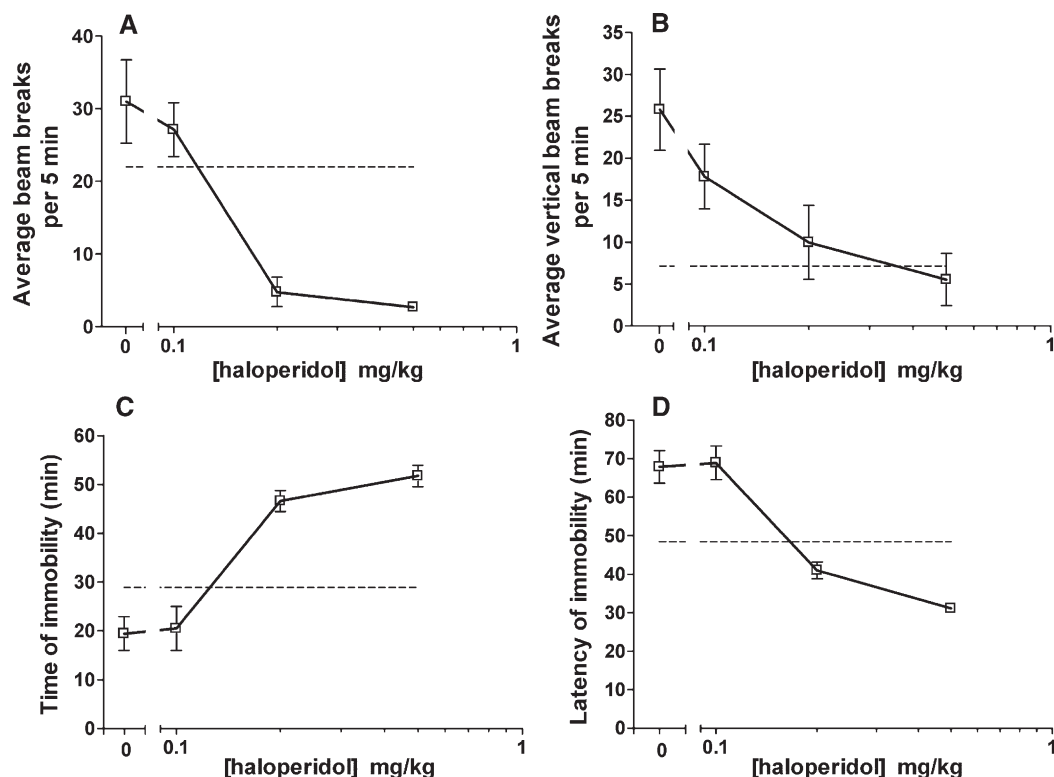 A
Average beam breaks
per 5 min
40
30
20
10
0
0
0.1
1
[haloperidol] mg/kg
B
Average vertical beam breaks
per 5 min
35
30
25
20
15
10
5
0
0
0.1
1
[haloperidol] mg/kg
C
Time of immobility (min)
60
50
40
30
20
10
0
0
0.1
1
[haloperidol] mg/kg
D
Latency of immobility (min)
80
70
60
50
40
30
20
10
0
0
0.1
1
[haloperidol] mg/kg